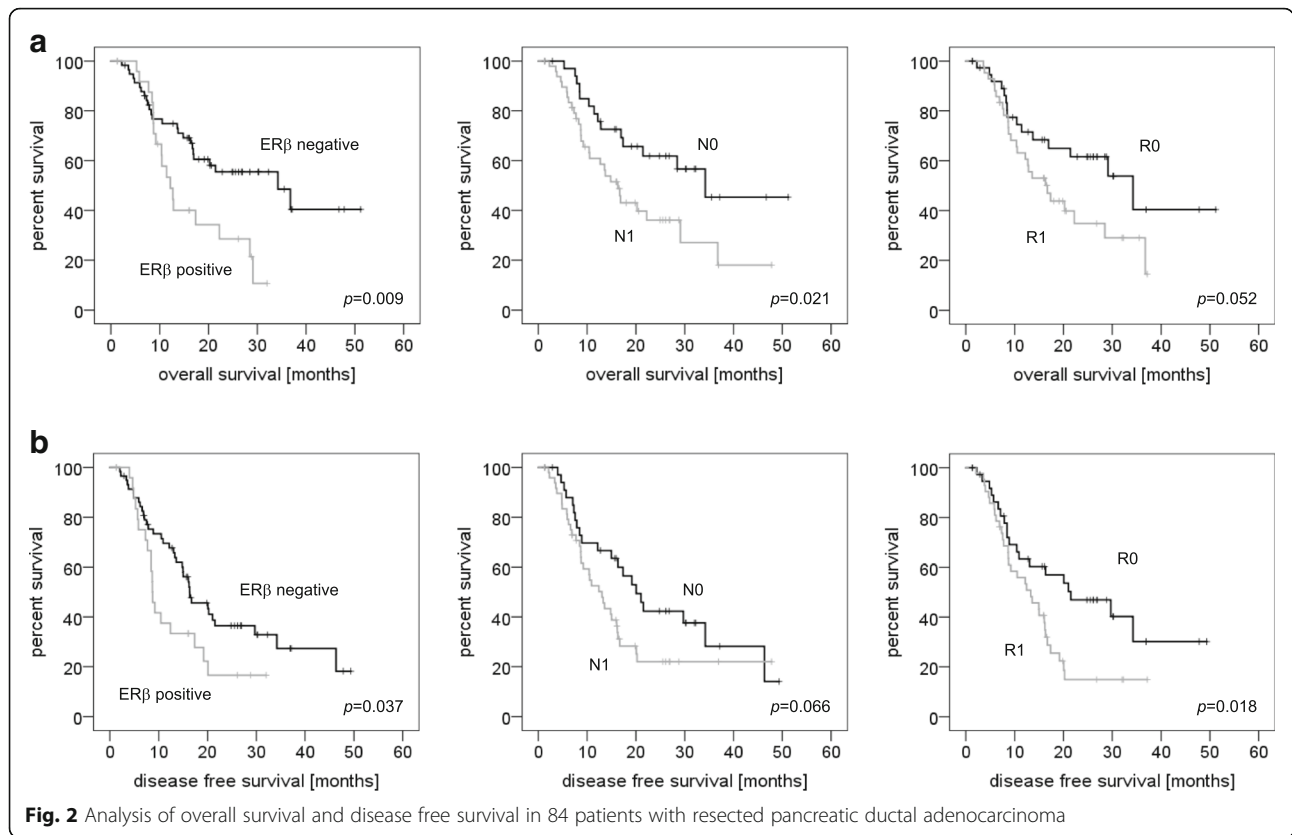 a
100
80
60
40
20
0
percent survival
ERβ negative
ERβ positive
p=0.009
0 10 20 30 40 50 60
overall survival [months]
100
80
60
40
20
0
percent survival
N0
N1
p=0.021
0 10 20 30 40 50 60
overall survival [months]
100
80
60
40
20
0
percent survival
R0
R1
p=0.052
0 10 20 30 40 50 60
overall survival [months]
b
100
80
60
40
20
0
percent survival
ERβ negative
ERβ positive
p=0.037
0 10 20 30 40 50 60
disease free survival [months]
100
80
60
40
20
0
percent survival
N0
N1
p=0.066
0 10 20 30 40 50 60
disease free survival [months]
100
80
60
40
20
0
percent survival
R0
R1
p=0.018
0 10 20 30 40 50 60
disease free survival [months]
Fig. 2 Analysis of overall survival and disease free survival in 84 patients with resected pancreatic ductal adenocarcinoma